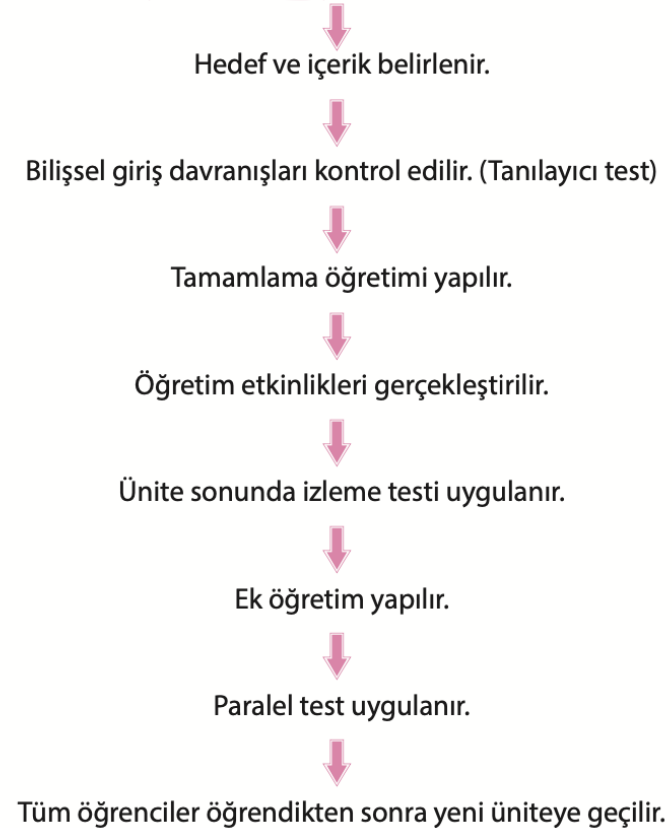 Hedef ve içerik belirlenir.
Bilişsel giriş davranışları kontrol edilir. (Tanılayıcı test)
Tamamlama öğretimi yapılır.
Öğretim etkinlikleri gerçekleştirilir.
Ünite sonunda izleme testi uygulanır.
Ek öğretim yapılır.
Paralel test uygulanır.
Tüm öğrenciler öğrendikten sonra yeni üniteye geçilir.